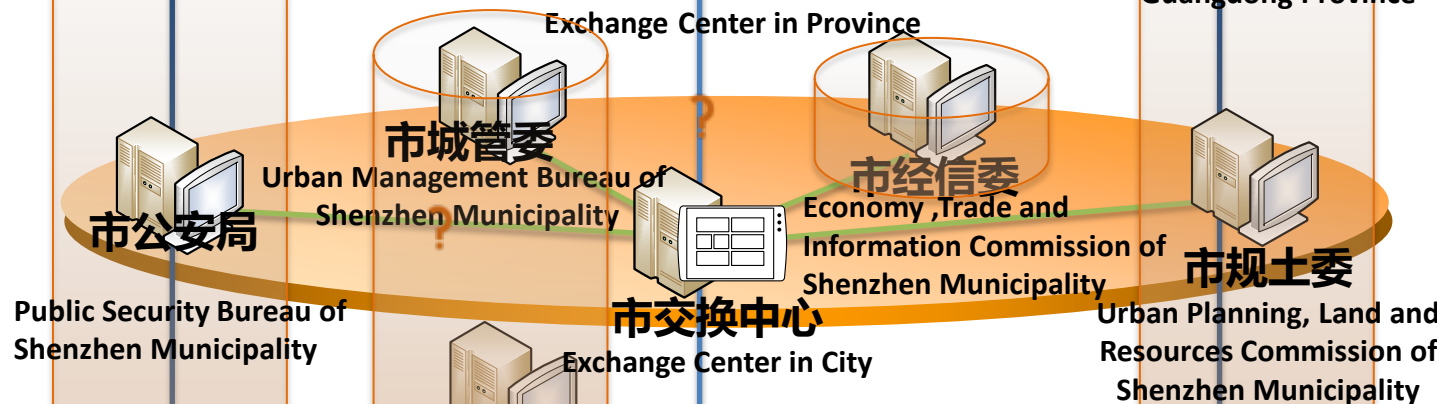 Exchange Center in Province
Guangdong Province
市城管委
Urban Management Bureau of
Shenzhen Municipality
?
?
市经信委
Economy ,Trade and
Information Commission of
Shenzhen Municipality
市公安局
Public Security Bureau of
Shenzhen Municipality
市交换中心
Exchange Center in City
市规土委
Urban Planning, Land and
Resources Commission of
Shenzhen Municipality